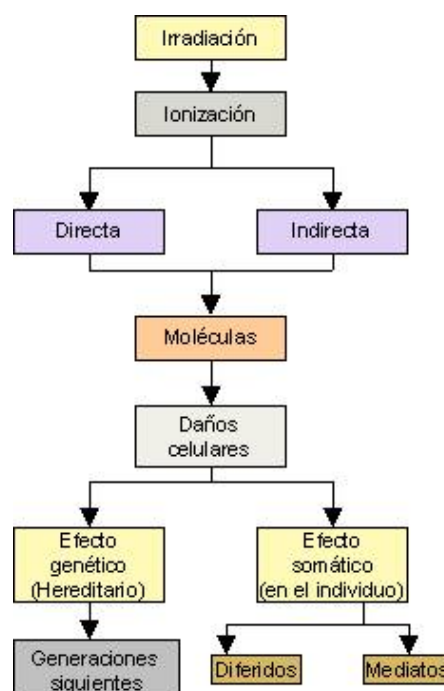 Irradiación
Ionización
Directa
Indirecta
Moléculas
Daños
celulares
Efecto
genético
(Hereditario)
Efecto
somático
(en el individuo)
Generaciones
siguientes
Diferidos
Mediatos